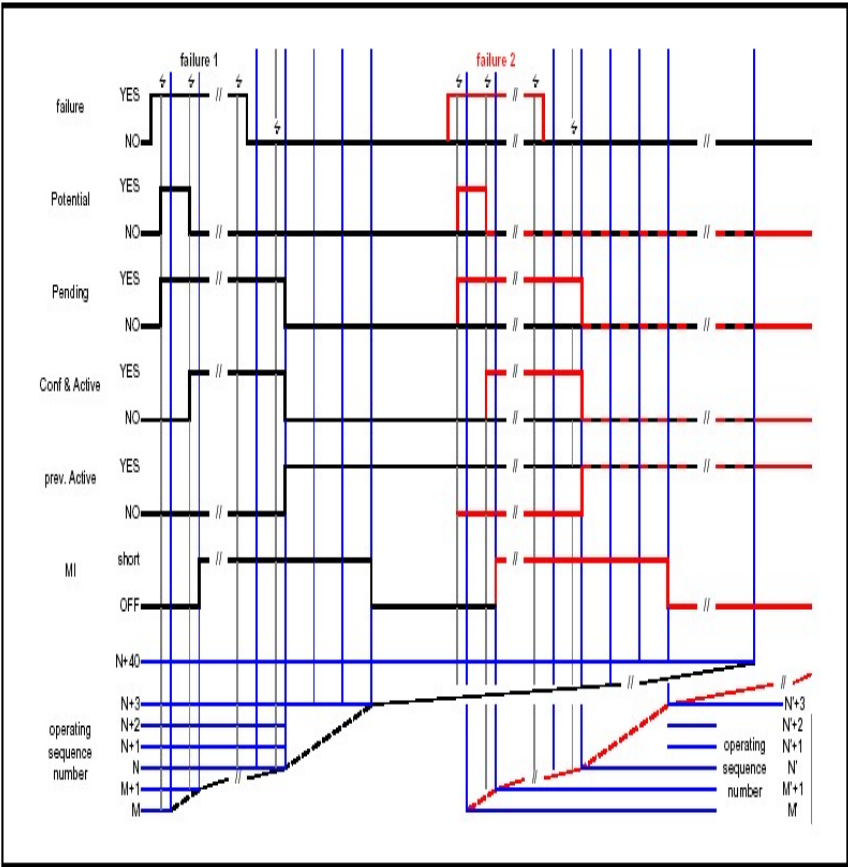 failure 1
failure 2
failure
YES
NO
Potential
YES
NO
Pending
YES
NO
Conf & Active
YES
NO
prev. Active
YES
NO
MI
short
OFF
N+40
operating
sequence
number
N+3
N+2
N+1
N
M+1
M
operating
sequence
number
N'+3
N'+2
N'+1
N'
M'+1
M'